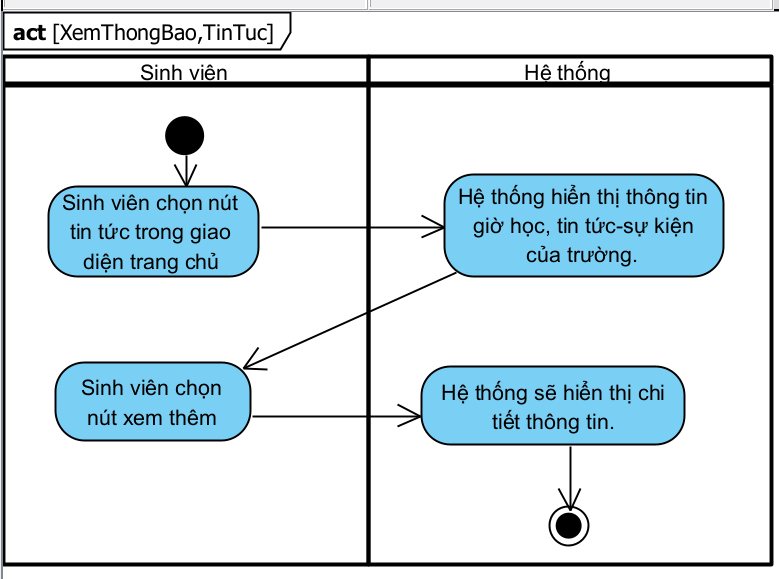 act [XemThongBao,TinTuc]
Sinh viên
Hệ thống
Sinh viên chọn nút
tin tức trong giao
diện trang chủ
Hệ thống hiển thị thông tin
giờ học, tin tức-sự kiện
của trường.
Sinh viên chọn
nút xem thêm
Hệ thống sẽ hiển thị chi
tiết thông tin.